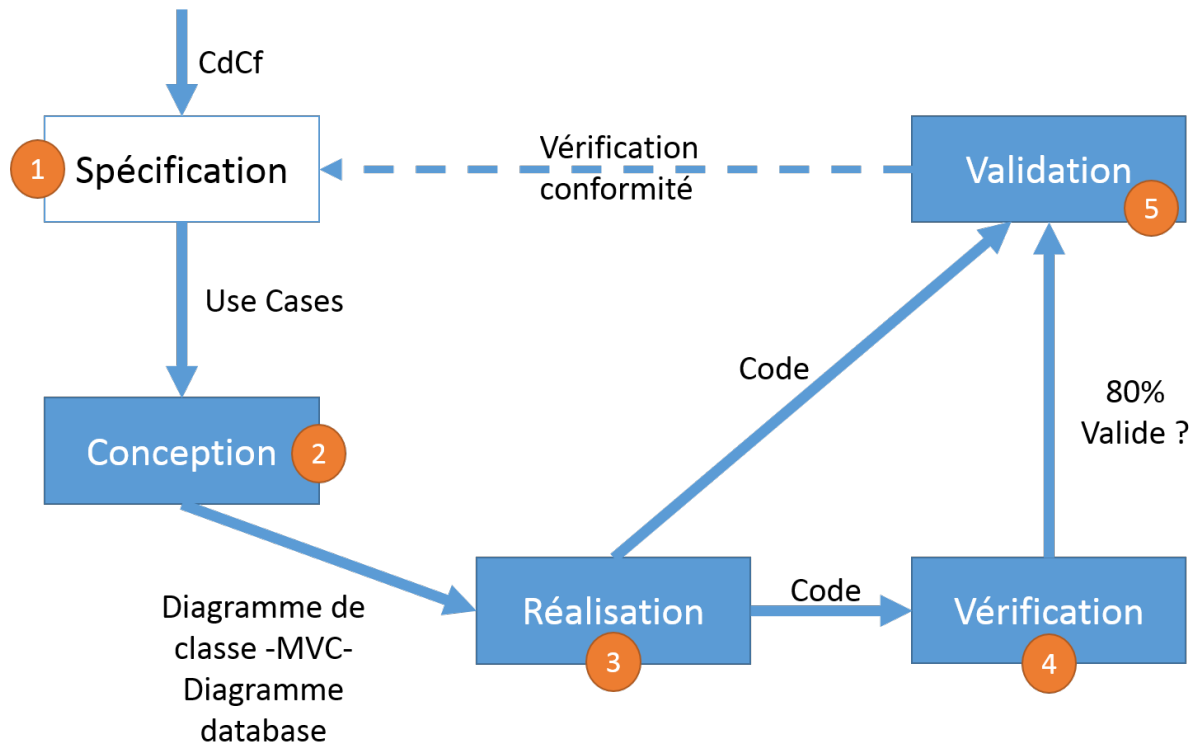 CdCf
1
Spécification
Vérification
conformité
Validation
5
Use Cases
Code
80%
Valide ?
Conception
2
Diagramme de
classe -MVC-
Diagramme
database
Réalisation
3
Code
Vérification
4